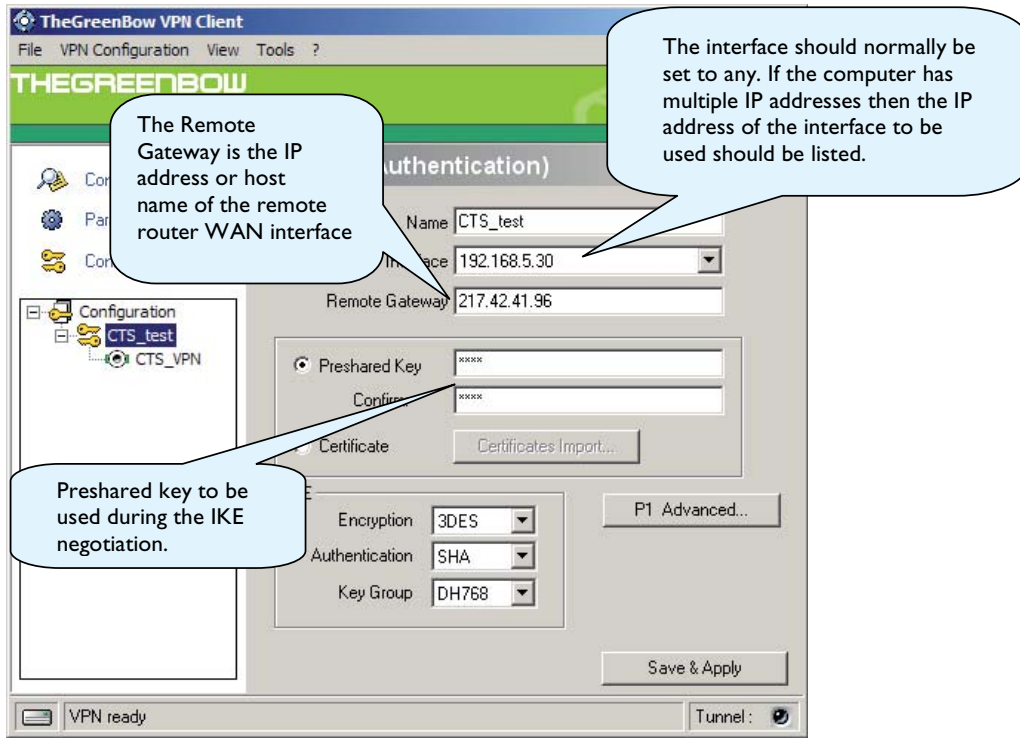 TheGreenBow VPN Client
File VPN Configuration View Tools ?
THEGREENBOW
The interface should normally be
set to any. If the computer has
multiple IP addresses then the IP
address of the interface to be
used should be listed.
The Remote
Gateway is the IP
address or host
name of the remote
router WAN interface
uthentication)
Con
Par
Con
Name CTS_test
192.168.5.30
Remote Gateway 217.42.41.96
Configuration
CTS_test
CTS_VPN
Preshared Key ××××
Confirm ××××
Certificate Certificates Import...
Preshared key to be
used during the IKE
negotiation.
E
Encryption 3DES
Authentication SHA
Key Group DH768
P1 Advanced...
Save & Apply
VPN ready
Tunnel :